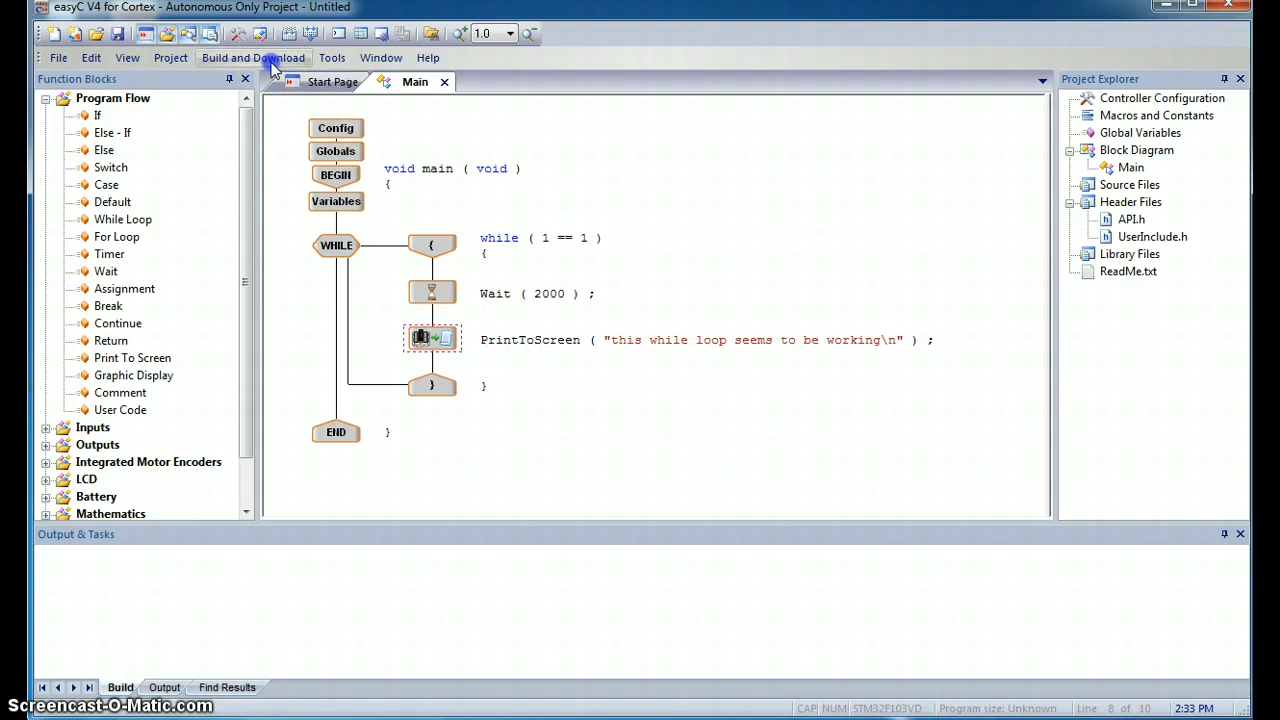 easyC V4 for Cortex - Autonomous Only Project - Untitled
1.0
File Edit View Project Build and Download Tools Window Help
Function Blocks
Start Page Main
Project Explorer
Program Flow
If
Else - If
Else
Switch
Case
Default
While Loop
For Loop
Timer
Wait
Assignment
Break
Continue
Return
Print To Screen
Graphic Display
Comment
User Code
Inputs
Outputs
Integrated Motor Encoders
LCD
Battery
Mathematics
Config
Globals
BEGIN void main ( void )
{
Variables
WHILE { while ( 1 == 1 )
{
Wait ( 2000 ) ;
PrintToScreen ( "this while loop seems to be working\n" ) ;
} }
END }
Controller Configuration
Macros and Constants
Global Variables
Block Diagram
Main
Source Files
Header Files
API.h
UserInclude.h
Library Files
ReadMe.txt
Output & Tasks
Build Output Find Results
Screencast-O-Matic.com
CAP NUM STM32F103VD Program size: Unknown Line 8 of 10 2:33 PM